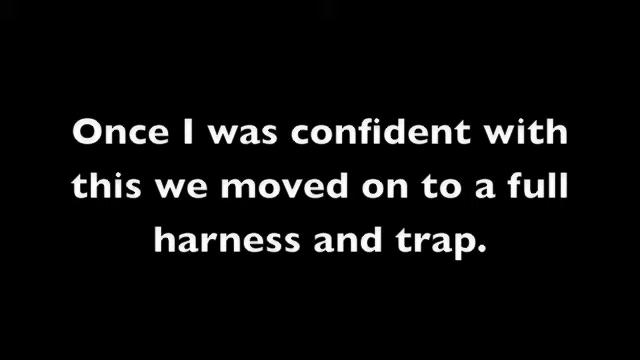 Once I was confident with
this we moved on to a full
harness and trap.